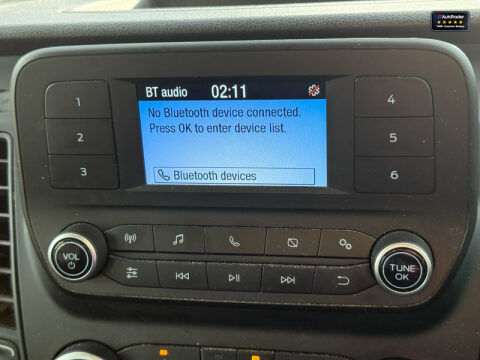 AutoTrader
BT audio 02:11
No Bluetooth device connected.
Press OK to enter device list.
Bluetooth devices
1
2
3
4
5
6
VOL
TUNE
OK